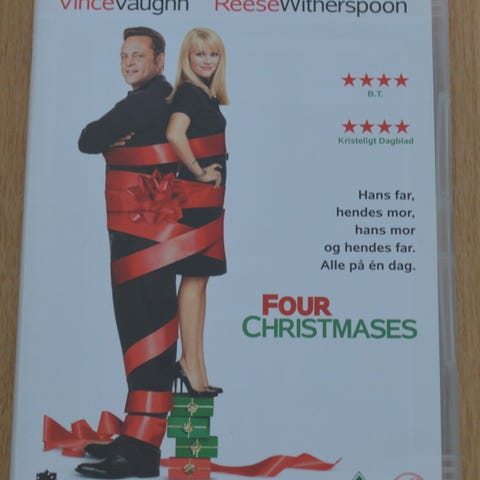 VinceVaughn ReeseWitherspoon
B.T.
Kristeligt Dagblad
Hans far,
hendes mor,
hans mor
og hendes far.
Alle på én dag.
FOUR
CHRISTMASES